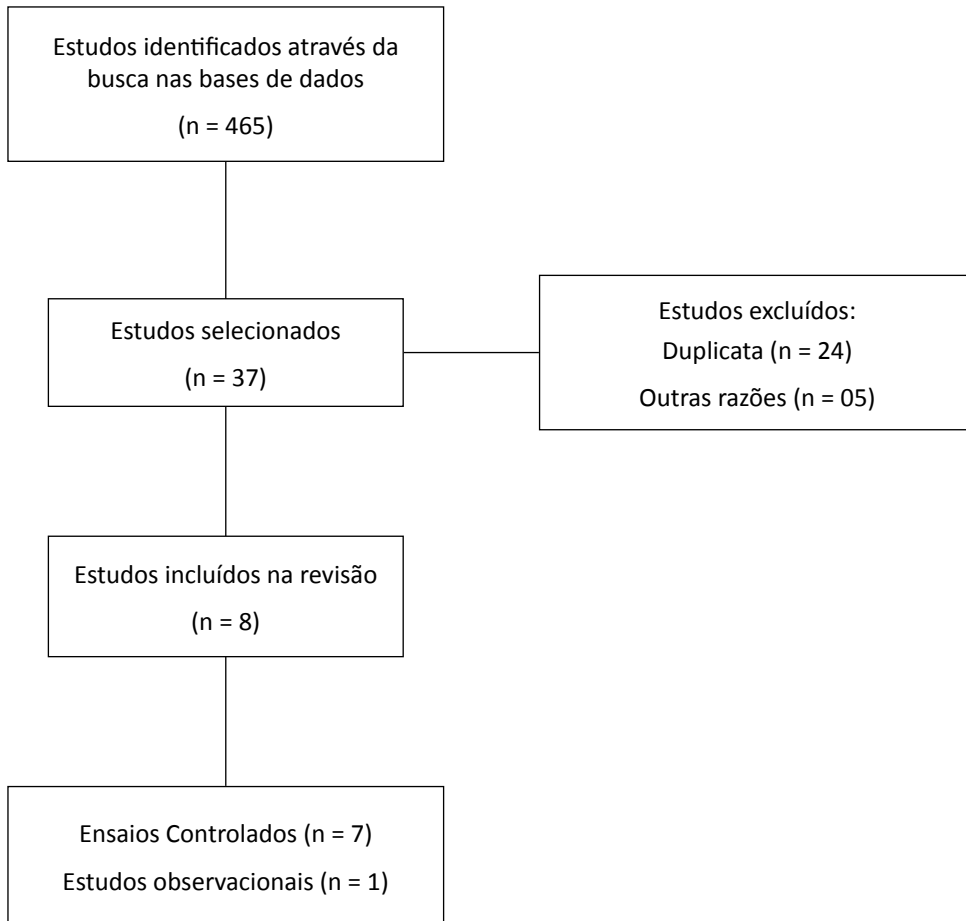 Estudos identificados através da
busca nas bases de dados
(n = 465)
Estudos selecionados
(n = 37)
Estudos excluídos:
Duplicata (n = 24)
Outras razões (n = 05)
Estudos incluídos na revisão
(n = 8)
Ensaios Controlados (n = 7)
Estudos observacionais (n = 1)